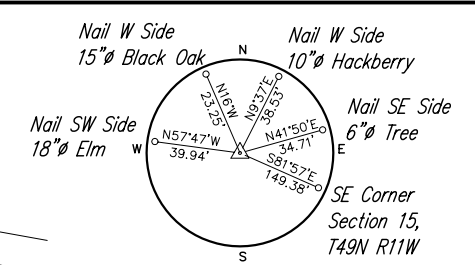 Nail W Side
15"ø Black Oak
N
Nail W Side
10"ø Hackberry
N16°W
23.25'
N9°37'E
38.53'
Nail SE Side
6"ø Tree
N41°50'E
34.71'
Nail SW Side
18"ø Elm
W
N57°47'W
39.94'
E
S81°57'E
149.38'
SE Corner
Section 15,
T49N R11W
S